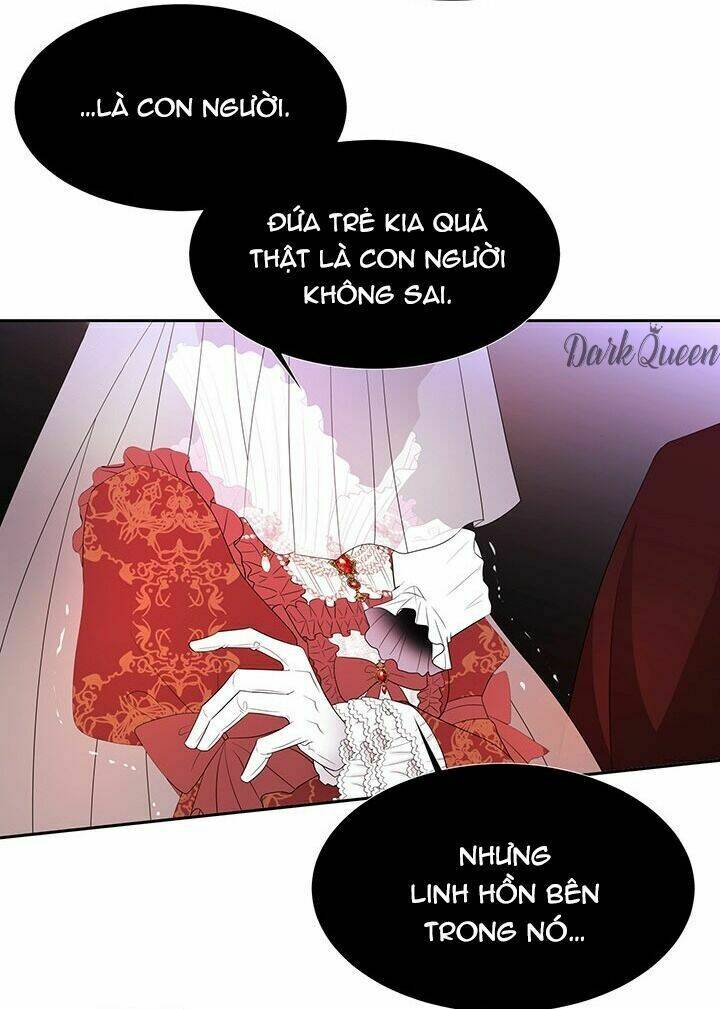 ...LÀ CON NGƯỜI.
ĐỨA TRẺ KIA QUẢ
THẬT LÀ CON NGƯỜI
KHÔNG SAI.
DarkQueen
NHƯNG
LINH HỒN BÊN
TRONG NÓ...